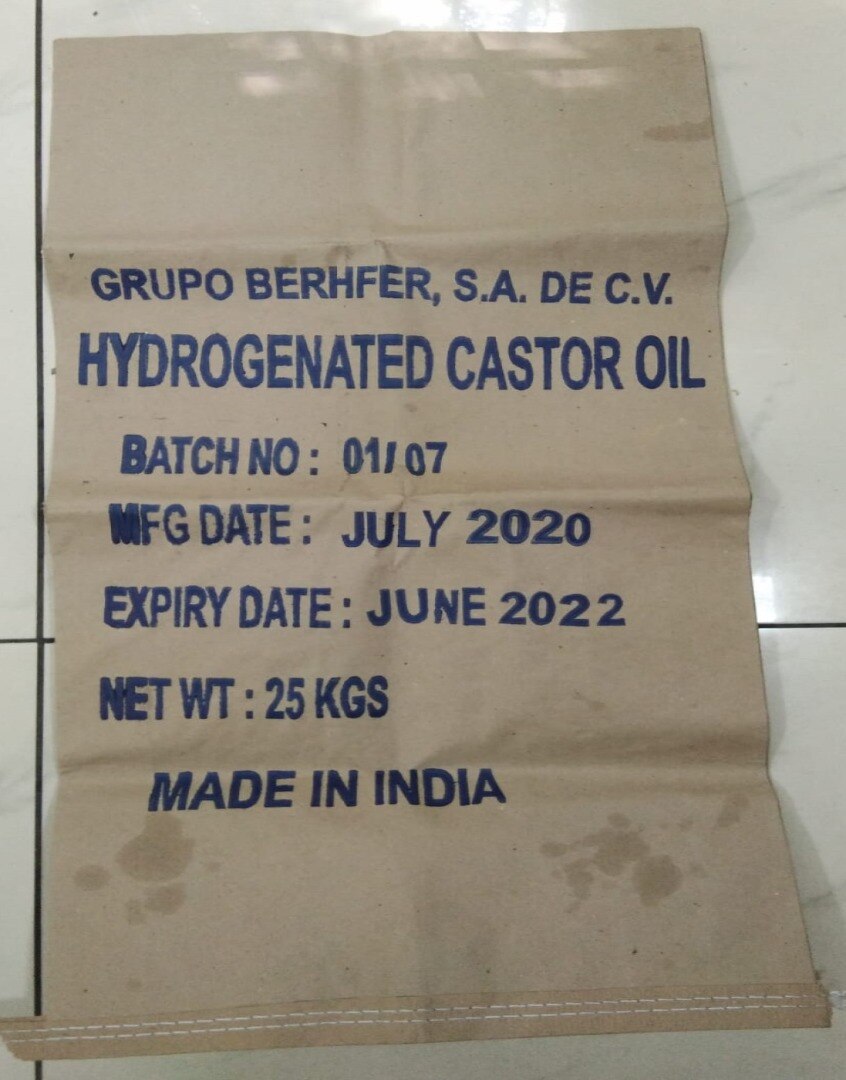 GRUPO BERHFER, S.A. DE C.V.
HYDROGENATED CASTOR OIL
BATCH NO : 01/07
MFG DATE : JULY 2020
EXPIRY DATE : JUNE 2022
NET WT : 25 KGS
MADE IN INDIA